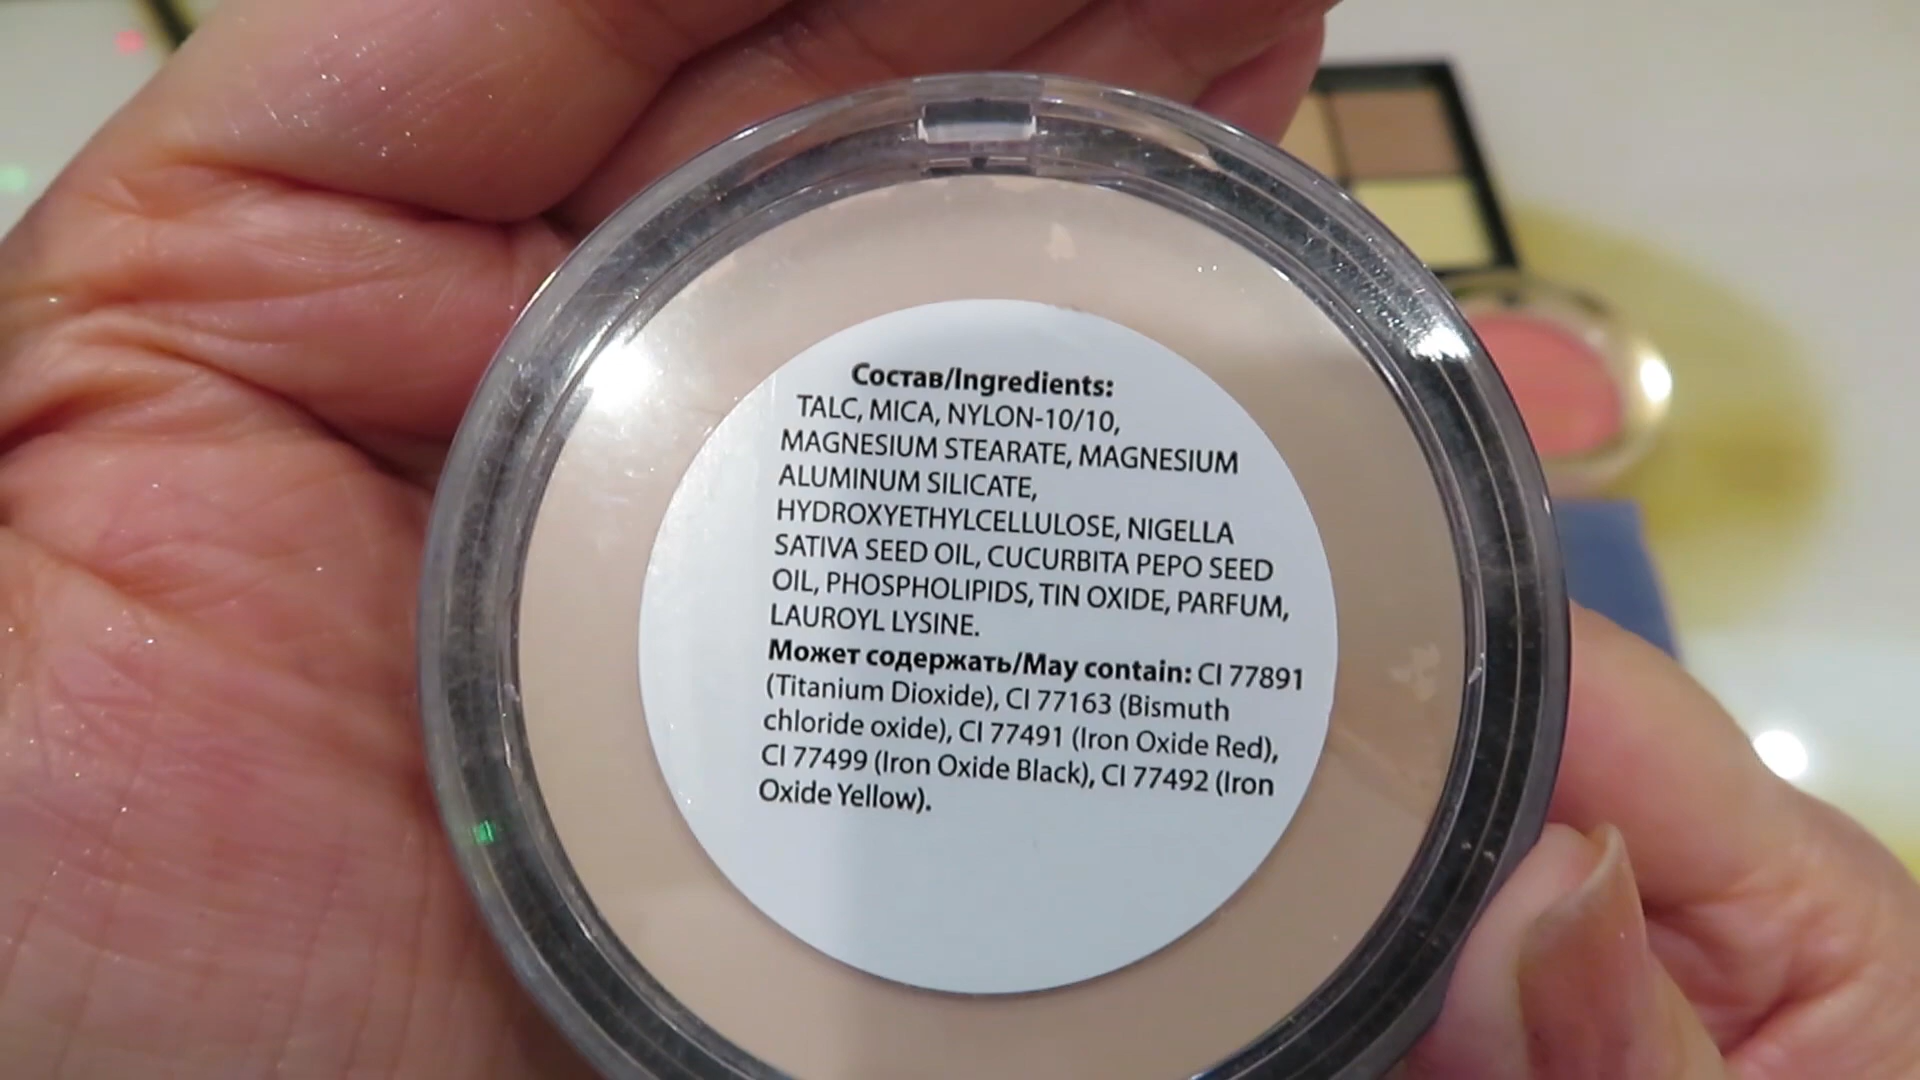 Состав/Ingredients:
TALC, MICA, NYLON-10/10,
MAGNESIUM STEARATE, MAGNESIUM
ALUMINUM SILICATE,
HYDROXYETHYLCELLULOSE, NIGELLA
SATIVA SEED OIL, CUCURBITA PEPO SEED
OIL, PHOSPHOLIPIDS, TIN OXIDE, PARFUM,
LAUROYL LYSINE.
Может содержать/May contain: CI 77891
(Titanium Dioxide), CI 77163 (Bismuth
chloride oxide), CI 77491 (Iron Oxide Red),
CI 77499 (Iron Oxide Black), CI 77492 (Iron
Oxide Yellow).